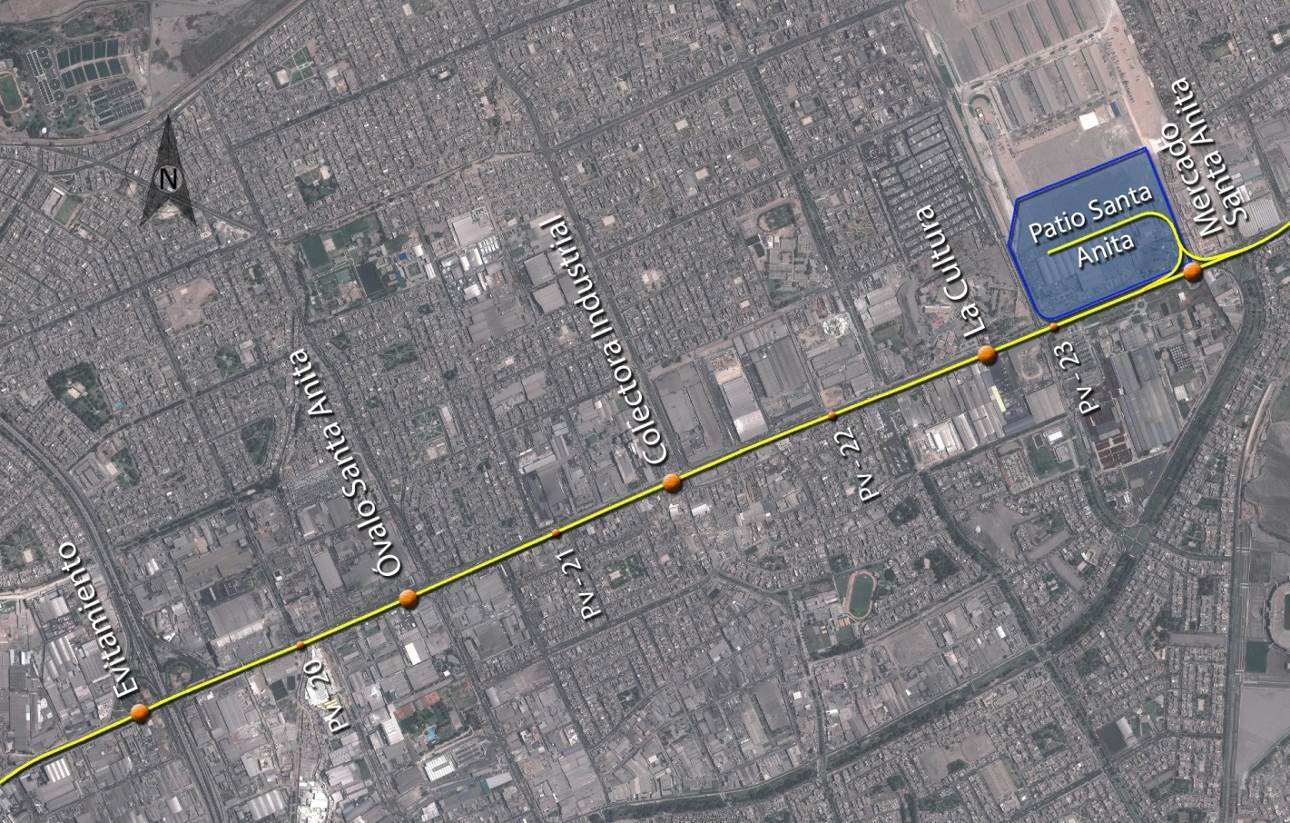 N
Evitamiento
PV - 20
Óvalo Santa Anita
PV - 21
Colectora Industrial
PV - 22
La Cultura
PV - 23
Patio Santa
Anita
Mercado
Santa Anita